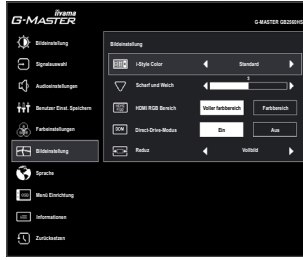 iiyama
G-MASTER
G-MASTER GB2560HS
Bildeinstellung
Signalauswahl
Audioeinstellungen
Benutzer Einst. Speichern
Farbeinstellungen
Bildeinstellung
Sprache
Menü Einrichtung
Informationen
Zurücksetzen
Bildeinstellung
i-Style Color Standard
Scharf und Weich 3
HDMI RGB Bereich Voller farbbereich Farbbereich
Direct-Drive-Modus Ein Aus
Reduz Vollbild